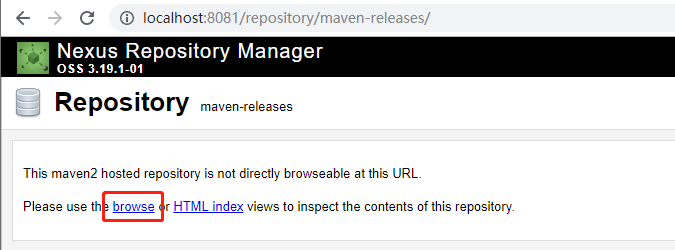 localhost:8081/repository/maven-releases/
Nexus Repository Manager
OSS 3.19.1-01
Repository maven-releases
This maven2 hosted repository is not directly browseable at this URL.
Please use the browse or HTML index views to inspect the contents of this repository.